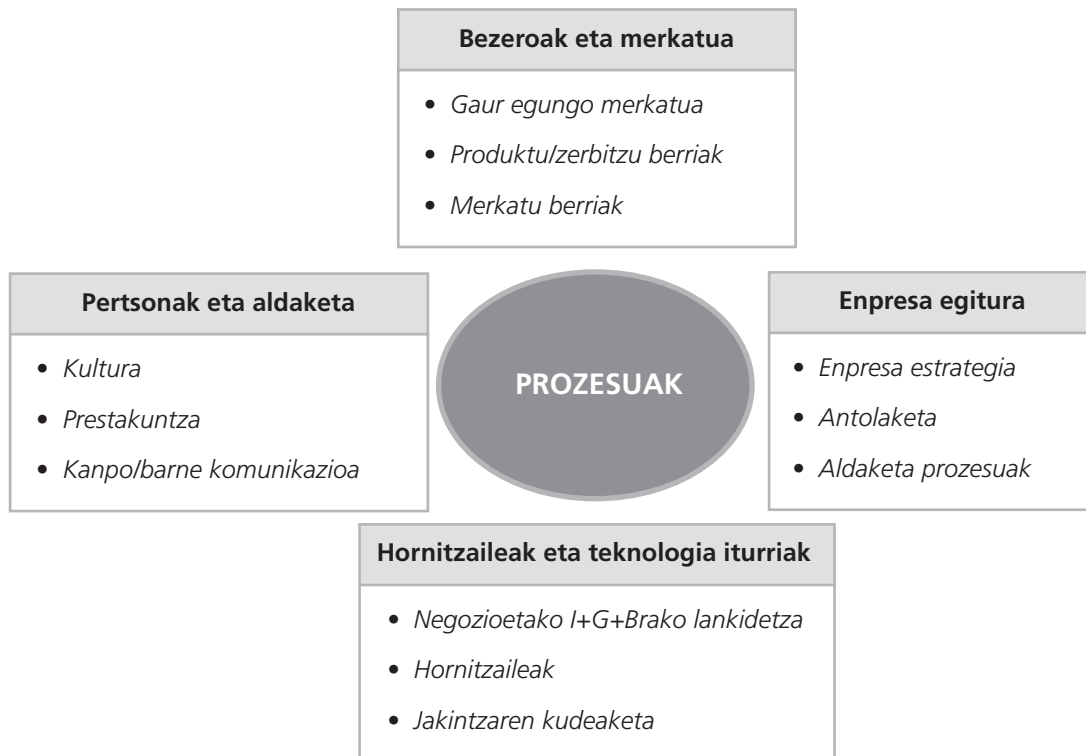 Bezeroak eta merkatua
• Gaur egungo merkatua
• Produktu/zerbitzu berriak
• Merkatu berriak
Pertsonak eta aldaketa
• Kultura
• Prestakuntza
• Kanpo/barne komunikazioa
PROZESUAK
Enpresa egitura
• Enpresa estrategia
• Antolaketa
• Aldaketa prozesuak
Hornitzaileak eta teknologia iturriak
• Negozioetako I+G+Brako lankidetza
• Hornitzaileak
• Jakintzaren kudeaketa